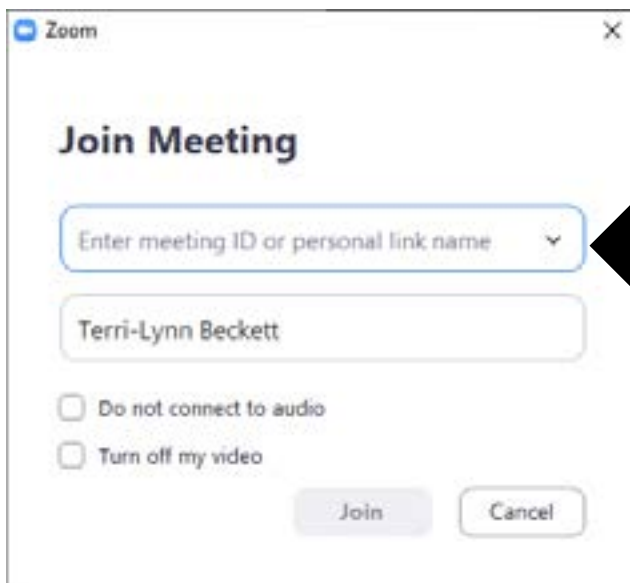 Zoom
Join Meeting
Enter meeting ID or personal link name
Terri-Lynn Beckett
Do not connect to audio
Turn off my video
Join Cancel